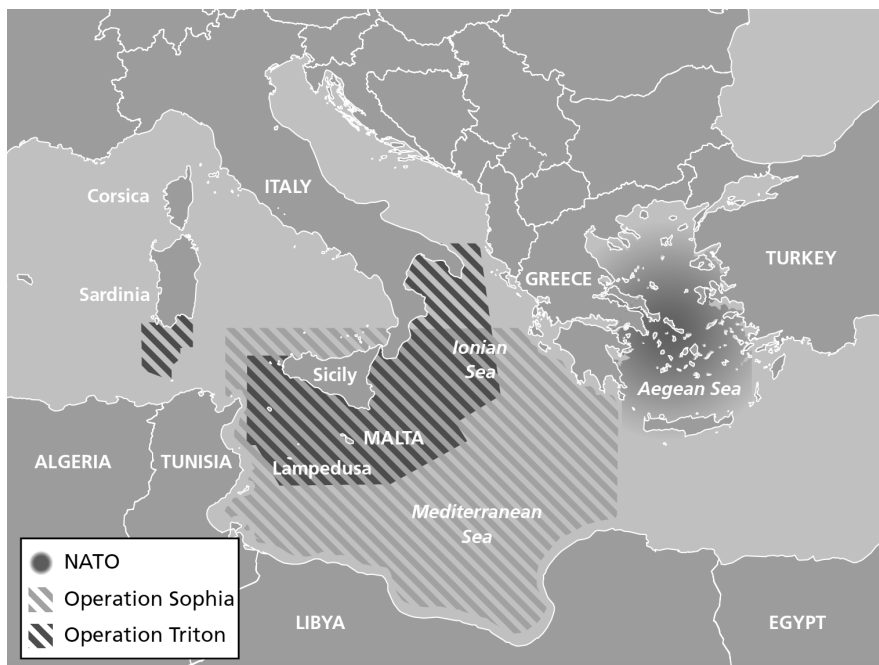 Corsica
ITALY
Sardinia
GREECE
TURKEY
Ionian
Sea
Sicily
Aegean Sea
MALTA
ALGERIA
TUNISIA
Lampedusa
Mediterranean
Sea
NATO
Operation Sophia
Operation Triton
LIBYA
EGYPT